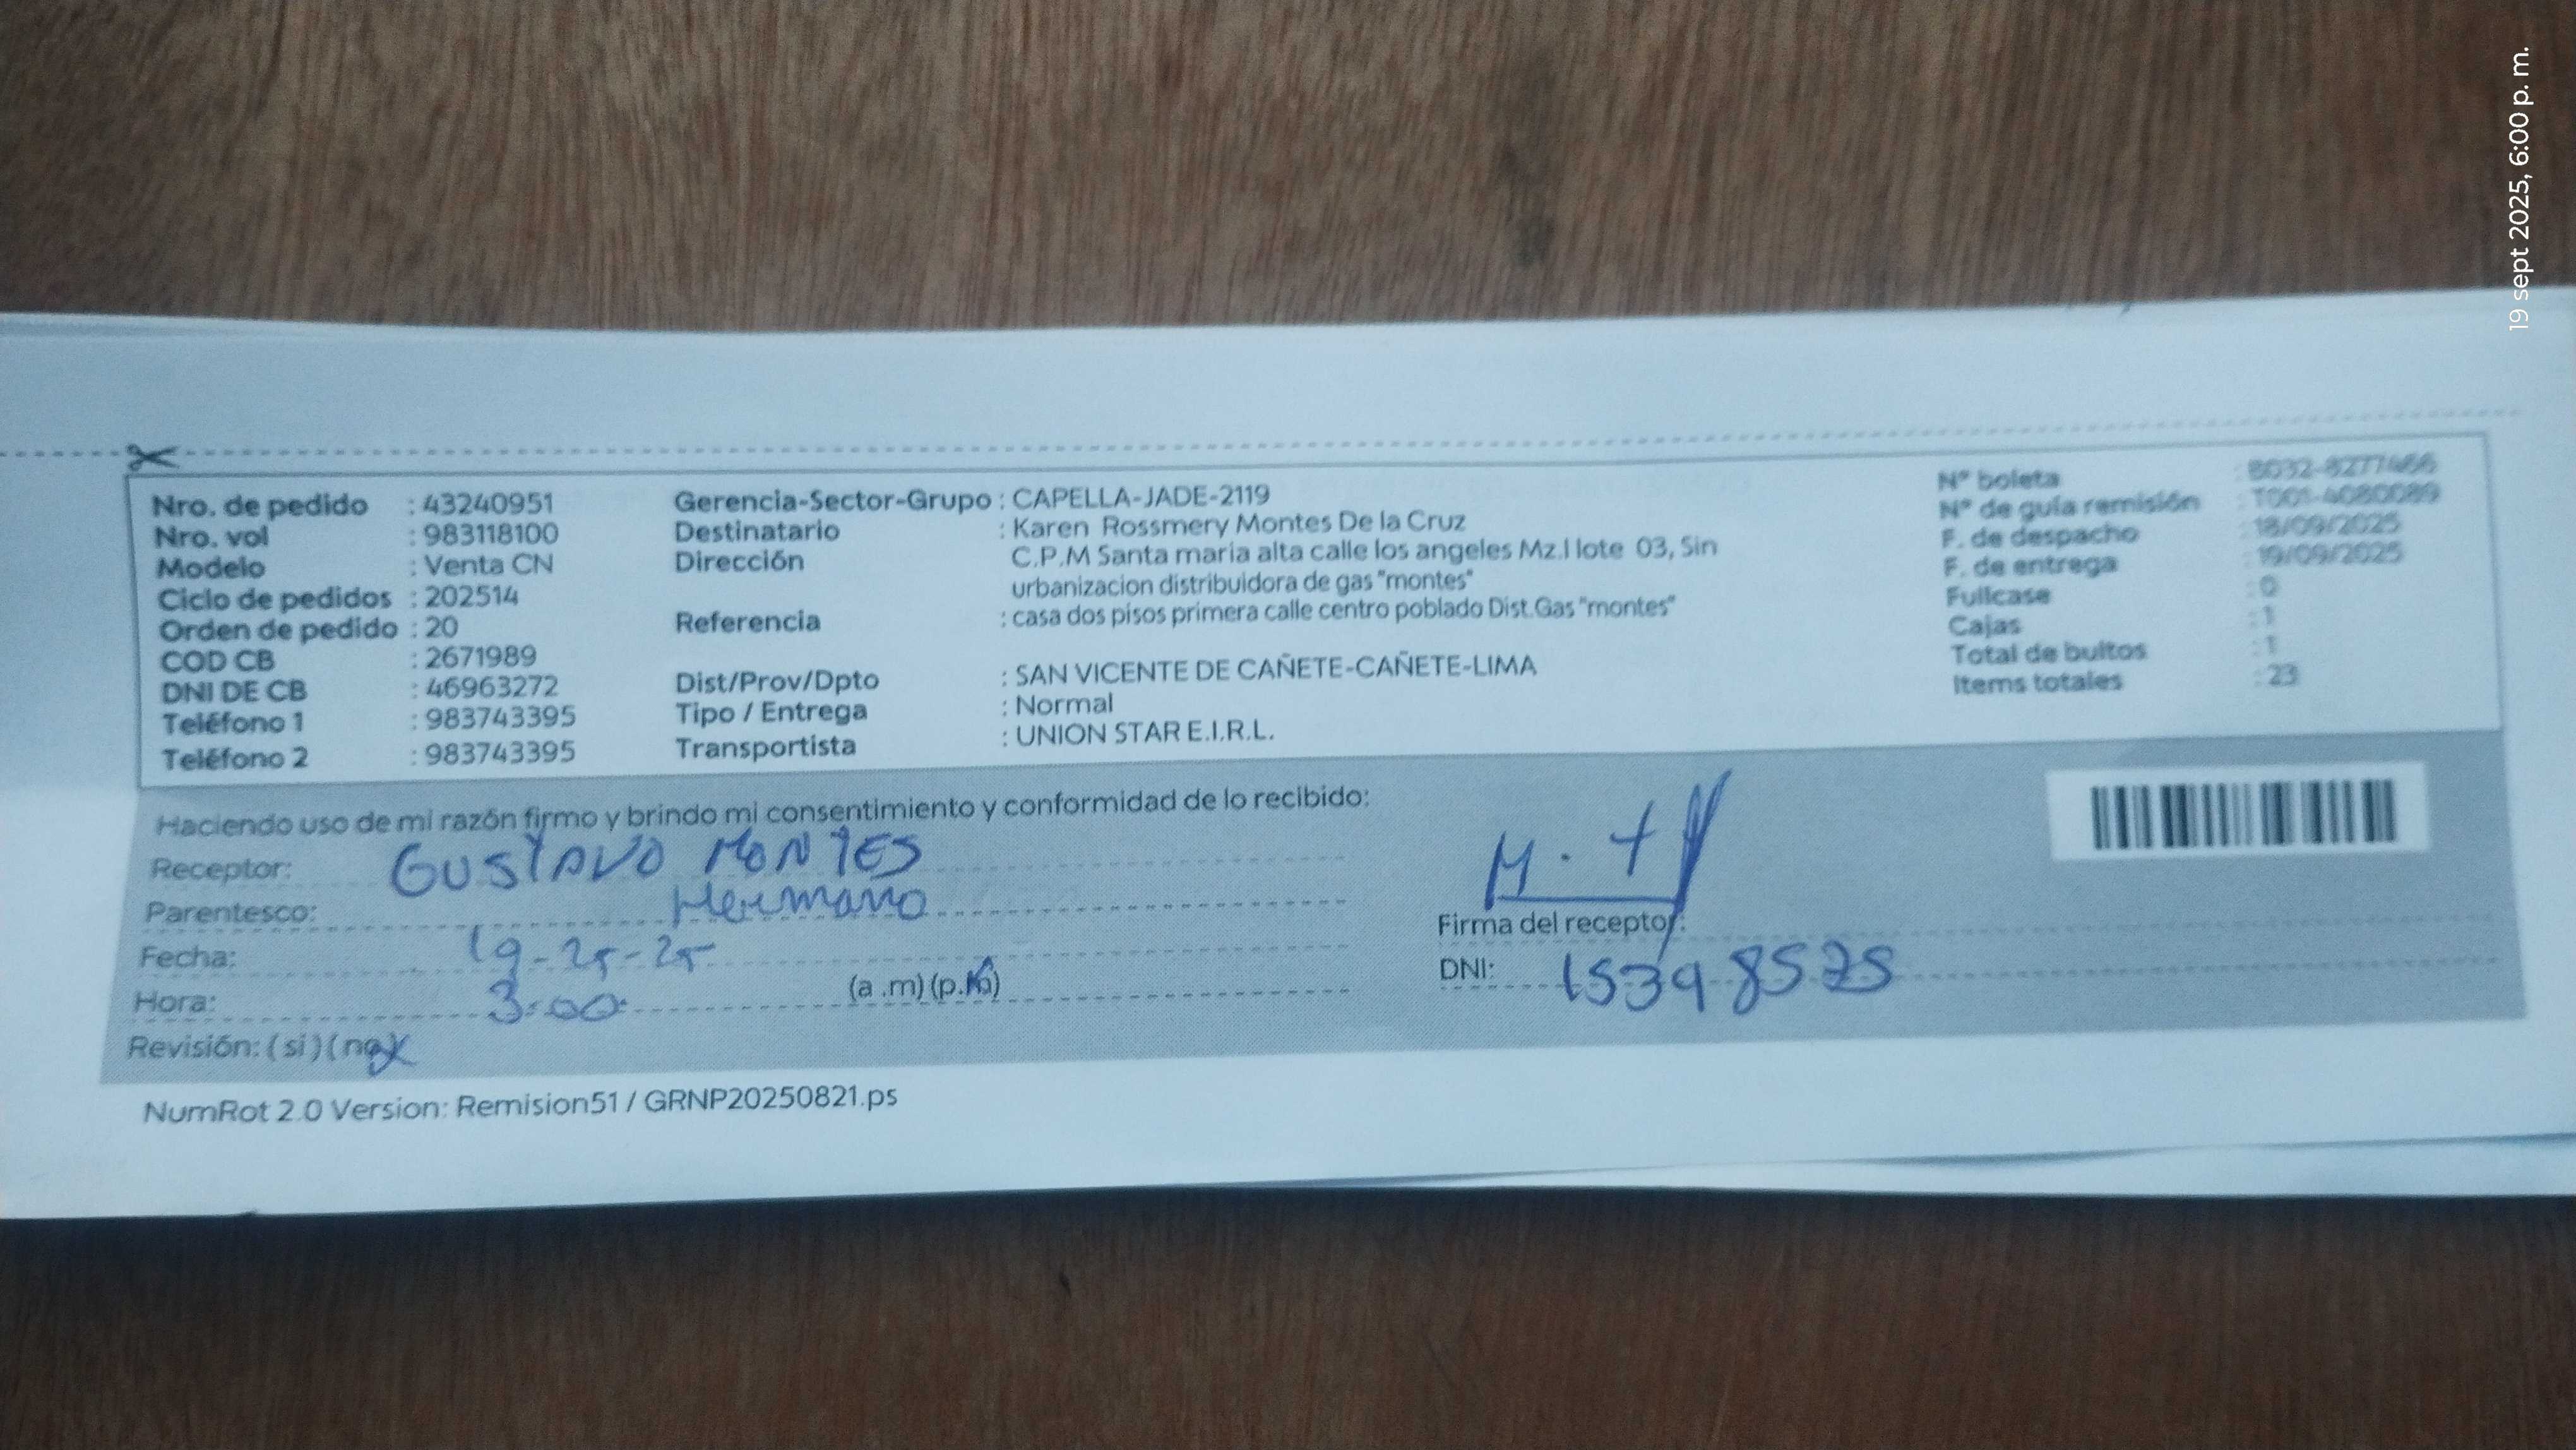 19 sept 2025, 6:00 p. m.
Nro. de pedido : 43240951
Nro. vol : 983118100
Modelo : Venta CN
Ciclo de pedidos : 202514
Orden de pedido : 20
COD CB : 2671989
DNI DE CB : 46963272
Teléfono 1 : 983743395
Teléfono 2 : 983743395
Gerencia-Sector-Grupo : CAPELLA-JADE-2119
Destinatario : Karen Rossmery Montes De la Cruz
Dirección C.P.M Santa maria alta calle los angeles Mz.I lote 03, Sin
urbanizacion distribuidora de gas "montes"
Referencia : casa dos pisos primera calle centro poblado Dist.Gas "montes"
Dist/Prov/Dpto : SAN VICENTE DE CAÑETE-CAÑETE-LIMA
Tipo / Entrega : Normal
Transportista : UNION STAR E.I.R.L.
N° boleta
N° de guía remisión : T001-4080089
F. de despacho : 18/09/2025
F. de entrega : 19/09/2025
Fullcase : 0
Cajas : 1
Total de bultos : 1
Items totales : 23
Haciendo uso de mi razón firmo y brindo mi consentimiento y conformidad de lo recibido:
Receptor: GUSTAVO MONTES
Parentesco: Hermano
Fecha: 19-25-25
Hora: 3:00 (a .m) (p.m)
Revisión: ( si ) ( no )
Firma del receptor:
DNI: 15398525
NumRot 2.0 Version: Remision51 / GRNP20250821.ps